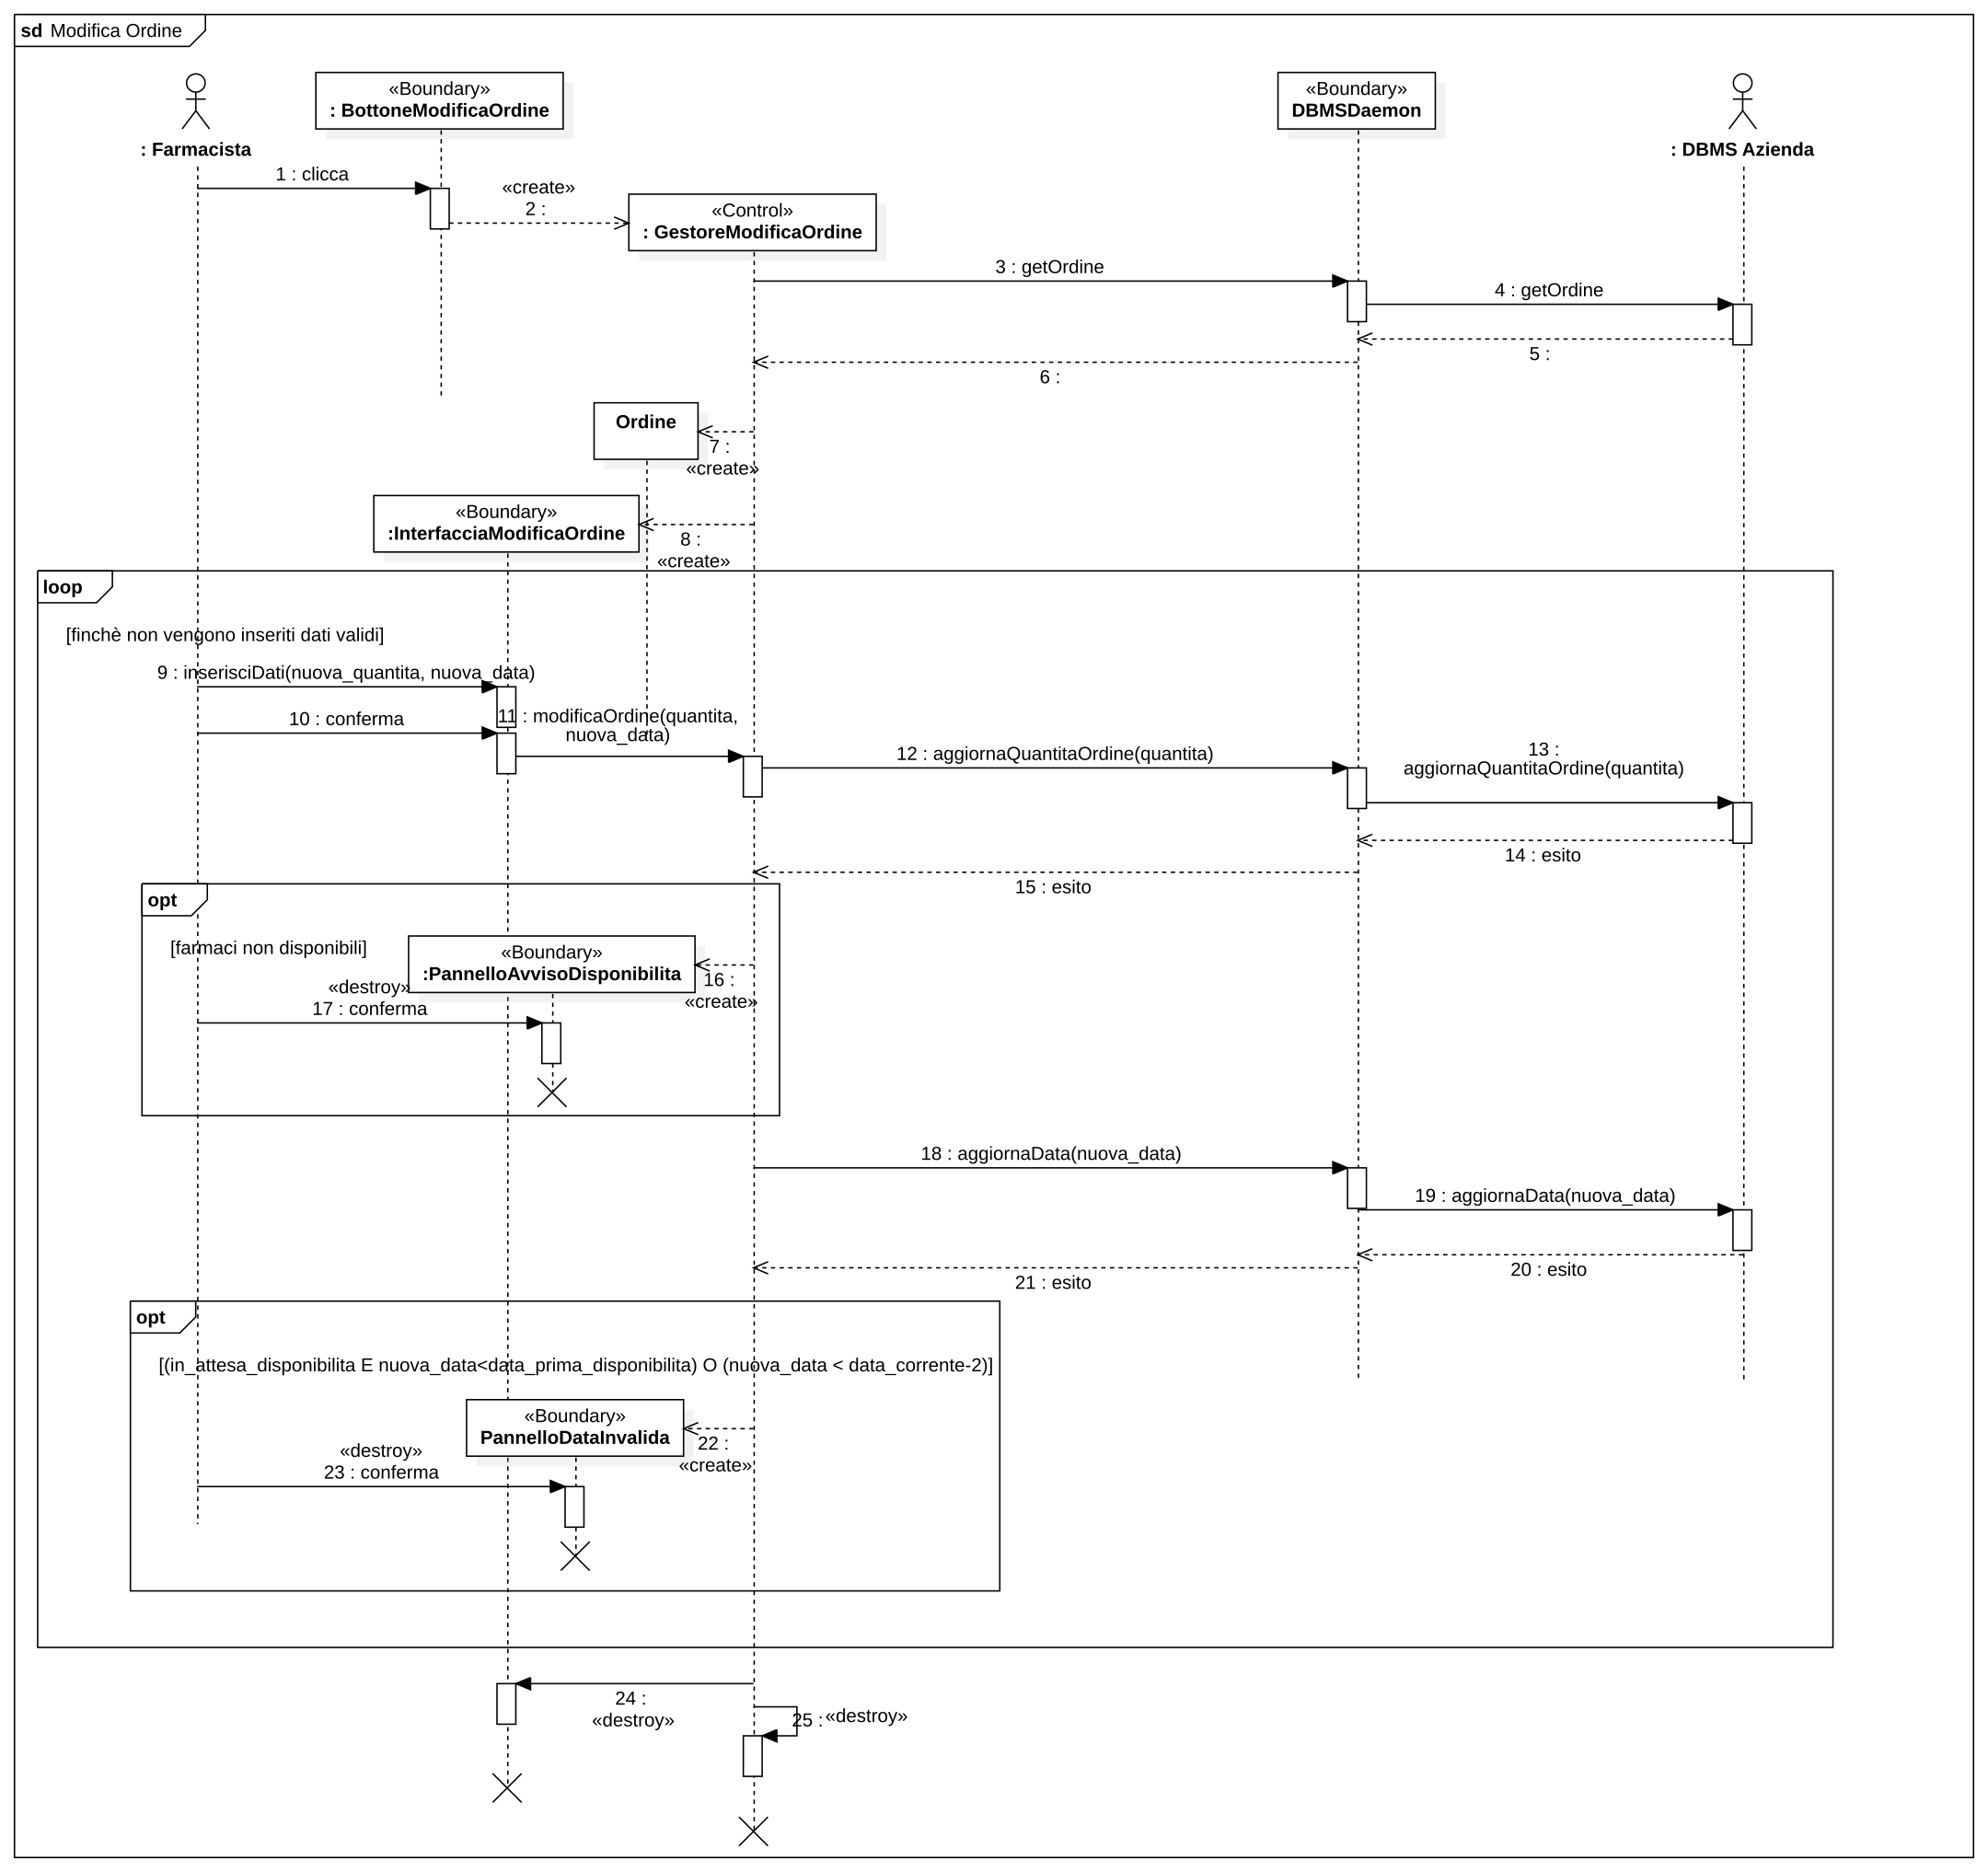 sd Modifica Ordine
: Farmacista
«Boundary»
: BottoneModificaOrdine
«Boundary»
DBMSDaemon
: DBMS Azienda
1 : clicca
«create»
2 :
«Control»
: GestoreModificaOrdine
3 : getOrdine
4 : getOrdine
5 :
6 :
Ordine
7 :
«create»
«Boundary»
:InterfacciaModificaOrdine
8 :
«create»
loop
[finchè non vengono inseriti dati validi]
9 : inserisciDati(nuova_quantita, nuova_data)
10 : conferma
11 : modificaOrdine(quantita,
nuova_data)
12 : aggiornaQuantitaOrdine(quantita)
13 :
aggiornaQuantitaOrdine(quantita)
14 : esito
15 : esito
opt
[farmaci non disponibili]
«Boundary»
:PannelloAvvisoDisponibilita
16 :
«create»
«destroy»
17 : conferma
18 : aggiornaData(nuova_data)
19 : aggiornaData(nuova_data)
20 : esito
21 : esito
opt
[(in_attesa_disponibilita E nuova_data<data_prima_disponibilita) O (nuova_data < data_corrente-2)]
«Boundary»
PannelloDataInvalida
22 :
«create»
«destroy»
23 : conferma
24 :
«destroy»
25 : «destroy»